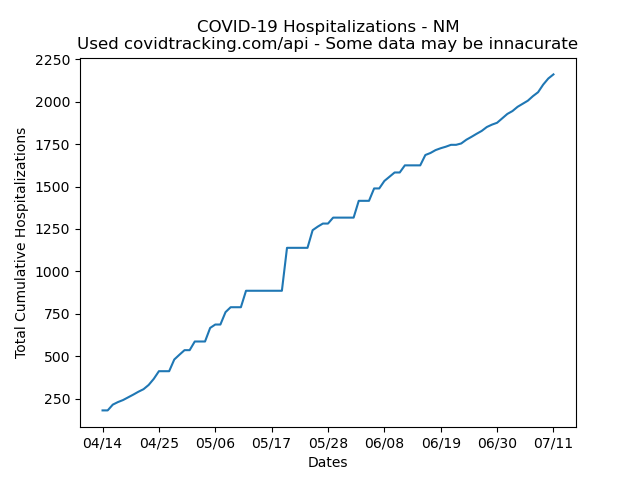 COVID-19 Hospitalizations - NM
Used covidtracking.com/api - Some data may be innacurate
Total Cumulative Hospitalizations
2250
2000
1750
1500
1250
1000
750
500
250
04/14 04/25 05/06 05/17 05/28 06/08 06/19 06/30 07/11
Dates